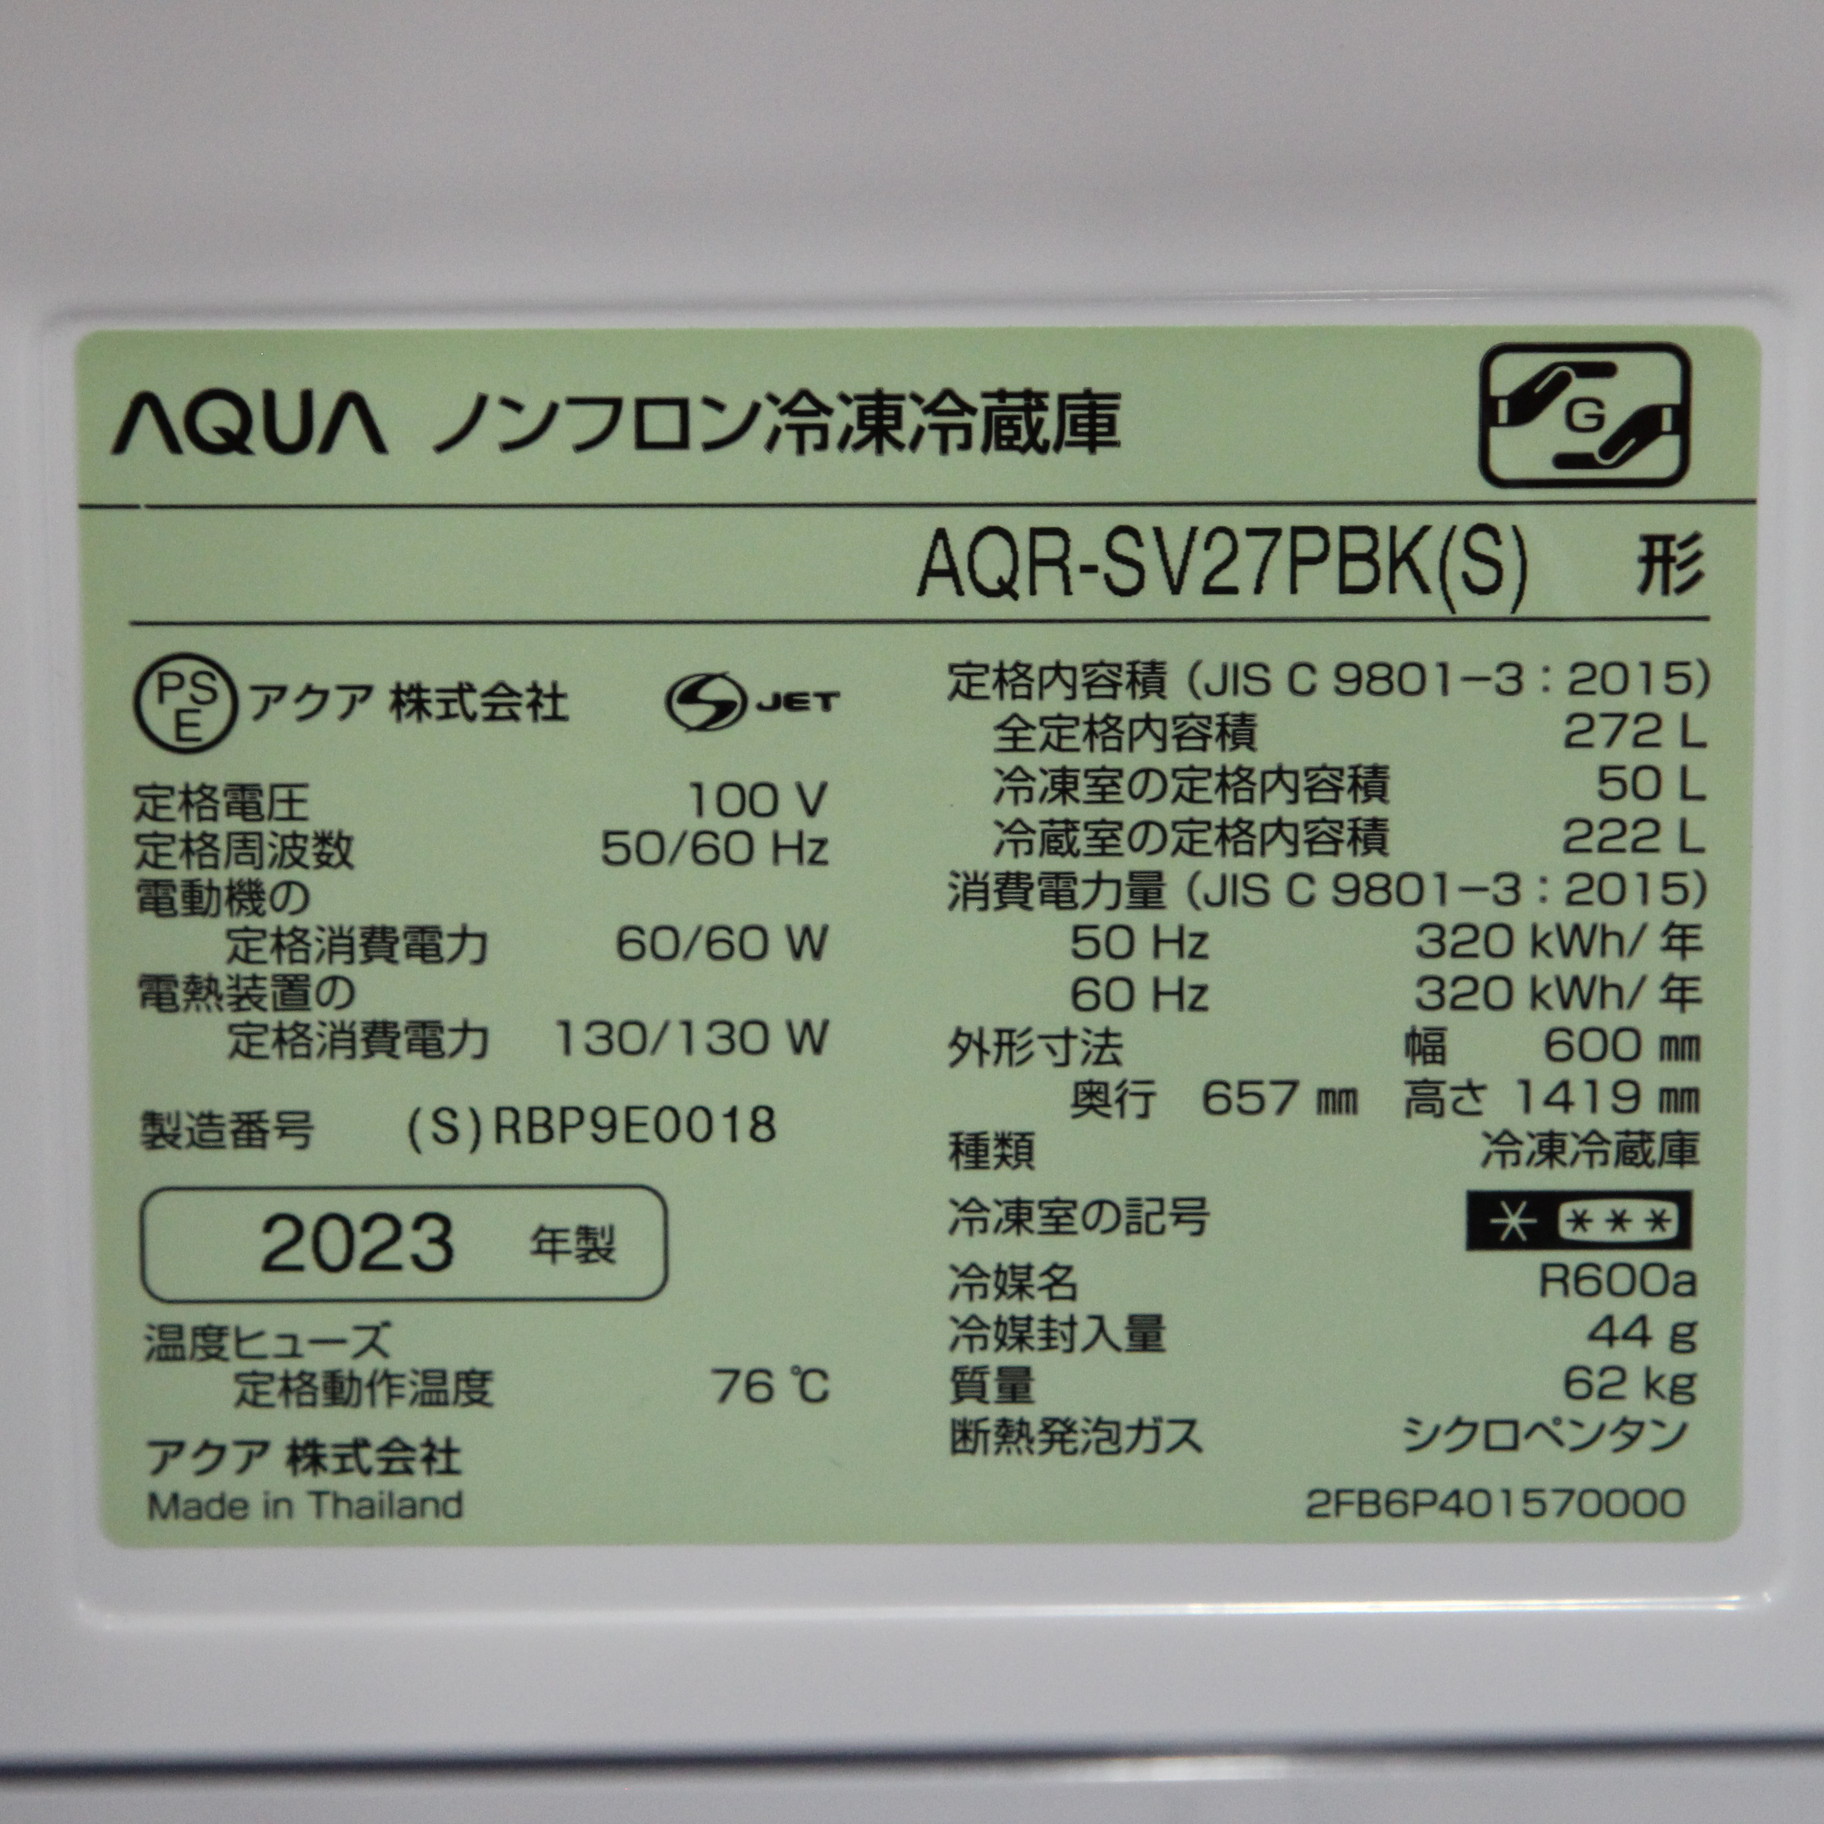 AQUA ノンフロン冷凍冷蔵庫
G
AQR-SV27PBK(S) 形
PSE アクア 株式会社 S JET
定格電圧 100 V
定格周波数 50/60 Hz
電動機の
定格消費電力 60/60 W
電熱装置の
定格消費電力 130/130 W
製造番号 (S)RBP9E0018
2023 年製
温度ヒューズ
定格動作温度 76 ℃
アクア 株式会社
Made in Thailand
定格内容積 (JIS C 9801-3:2015)
全定格内容積 272 L
冷凍室の定格内容積 50 L
冷蔵室の定格内容積 222 L
消費電力量 (JIS C 9801-3:2015)
50 Hz 320 kWh/年
60 Hz 320 kWh/年
外形寸法 幅 600 ㎜
奥行 657 ㎜ 高さ 1419 ㎜
種類 冷凍冷蔵庫
冷凍室の記号 * ***
冷媒名 R600a
冷媒封入量 44 g
質量 62 kg
断熱発泡ガス シクロペンタン
2FB6P401570000